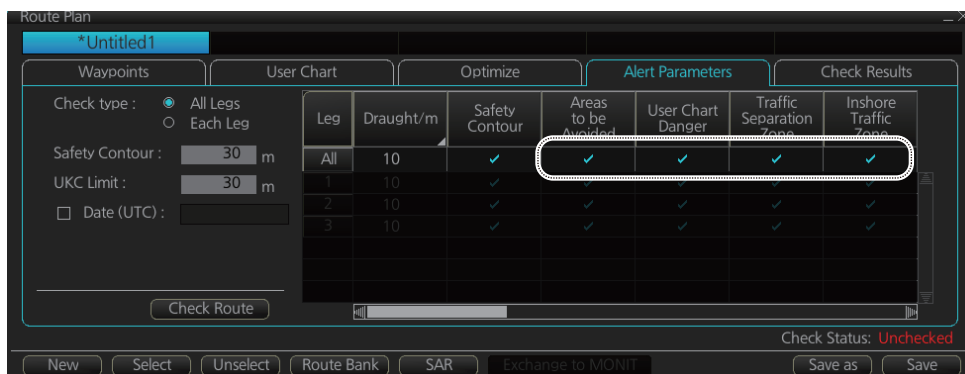 Route Plan
*Untitled1
Waypoints User Chart Optimize Alert Parameters Check Results
Check type : All Legs
Each Leg
Safety Contour : 30 m
UKC Limit : 30 m
Date (UTC) :
Check Route
Leg Draught/m Safety Contour Areas to be Avoided User Chart Danger Traffic Separation Zone Inshore Traffic Zone
All 10 ✓ ✓ ✓ ✓ ✓
1 10 ✓ ✓ ✓ ✓ ✓
2 10 ✓ ✓ ✓ ✓ ✓
3 10 ✓ ✓ ✓ ✓ ✓
Check Status: Unchecked
New Select Unselect Route Bank SAR Exchange to MONIT Save as Save